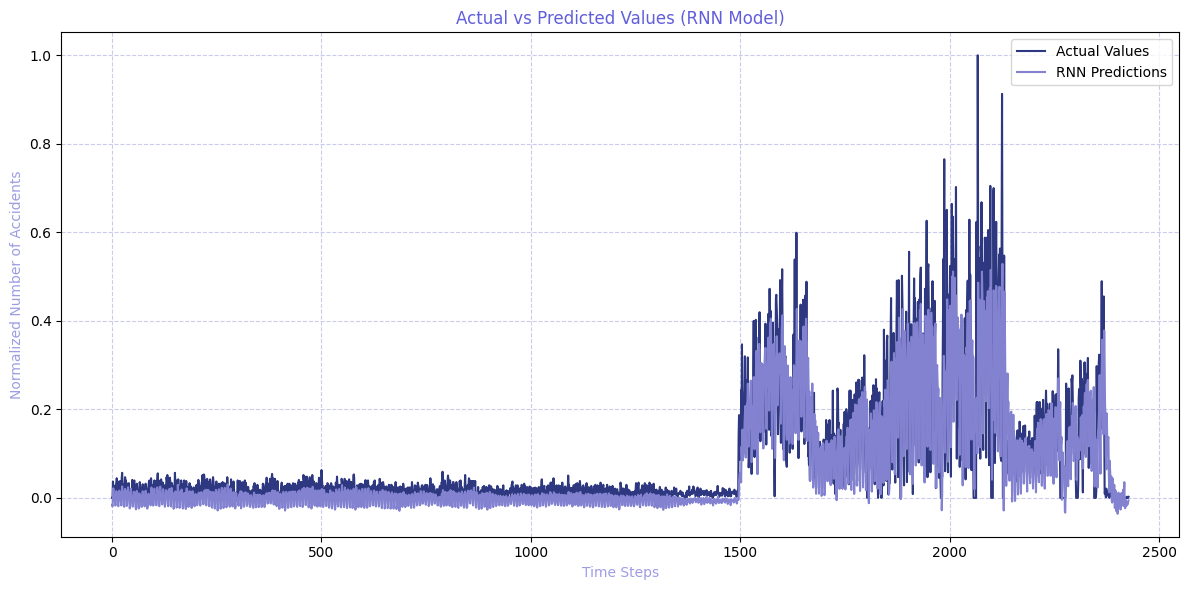 Actual vs Predicted Values (RNN Model)
Actual Values
RNN Predictions
Normalized Number of Accidents
1.0
0.8
0.6
0.4
0.2
0.0
0 500 1000 1500 2000 2500
Time Steps